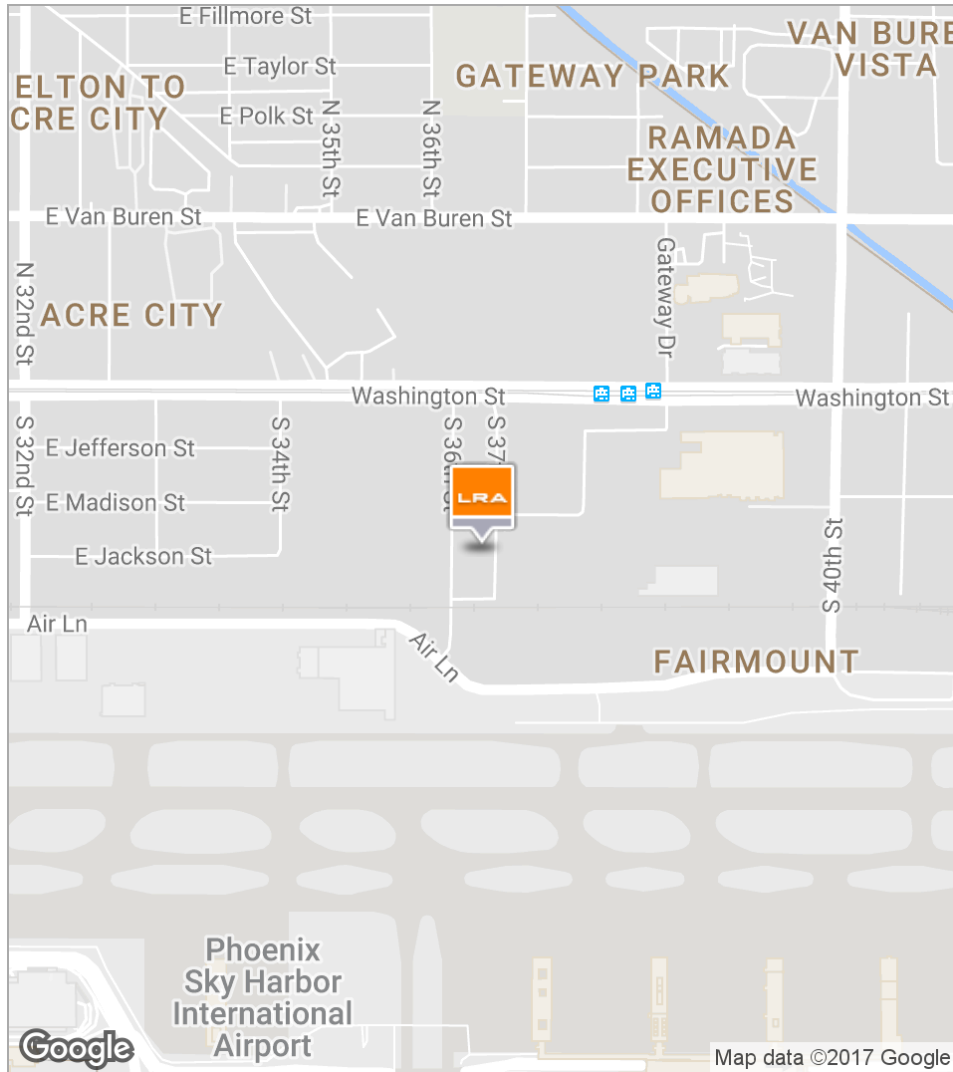 E Fillmore St
VAN BURE
VISTA
E Taylor St
GATEWAY PARK
ELTON TO
CRE CITY
E Polk St
N 35th St
N 36th St
RAMADA
EXECUTIVE
OFFICES
E Van Buren St
E Van Buren St
Gateway Dr
N 32nd St
ACRE CITY
Washington St
Washington St
S 32nd St
E Jefferson St
S 34th St
S 36th St
S 37
LRA
E Madison St
E Jackson St
S 40th St
Air Ln
Air Ln
FAIRMOUNT
Phoenix
Sky Harbor
International
Airport
Google
Map data ©2017 Google